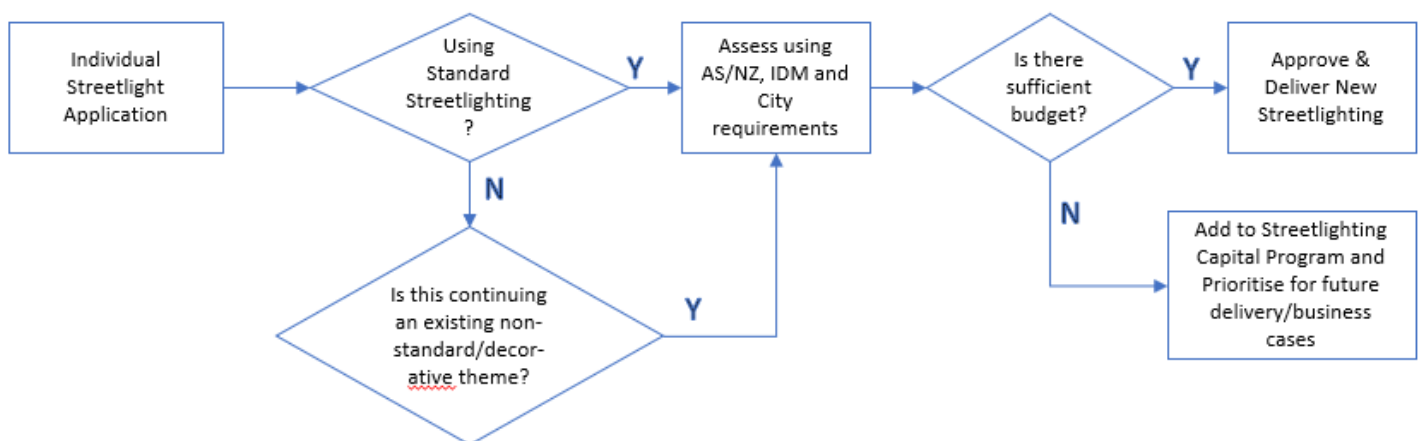 Individual
Streetlight
Application
Using
Standard
Streetlighting
?
Y
N
Is this continuing
an existing non-
standard/decor-
ative theme?
Y
Assess using
AS/NZ, IDM and
City
requirements
Is there
sufficient
budget?
Y
Approve &
Deliver New
Streetlighting
N
Add to Streetlighting
Capital Program and
Prioritise for future
delivery/business
cases